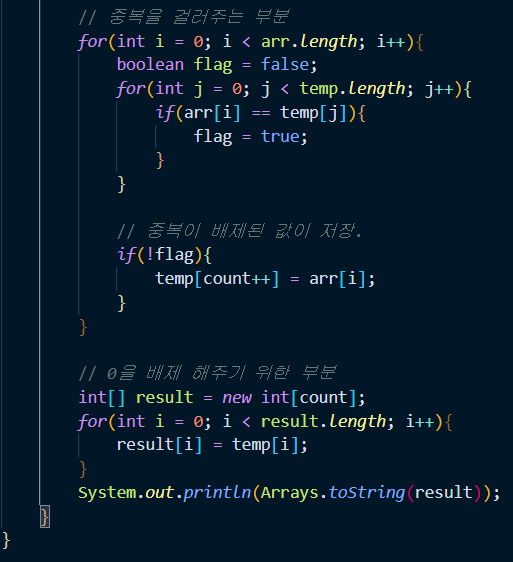 // 중복을 걸러주는 부분
for(int i = 0; i < arr.length; i++){
boolean flag = false;
for(int j = 0; j < temp.length; j++){
if(arr[i] == temp[j]){
flag = true;
}
}
// 중복이 배제된 값이 저장.
if(!flag){
temp[count++] = arr[i];
}
}
// 0을 배제 해주기 위한 부분
int[] result = new int[count];
for(int i = 0; i < result.length; i++){
result[i] = temp[i];
}
System.out.println(Arrays.toString(result));
}
}